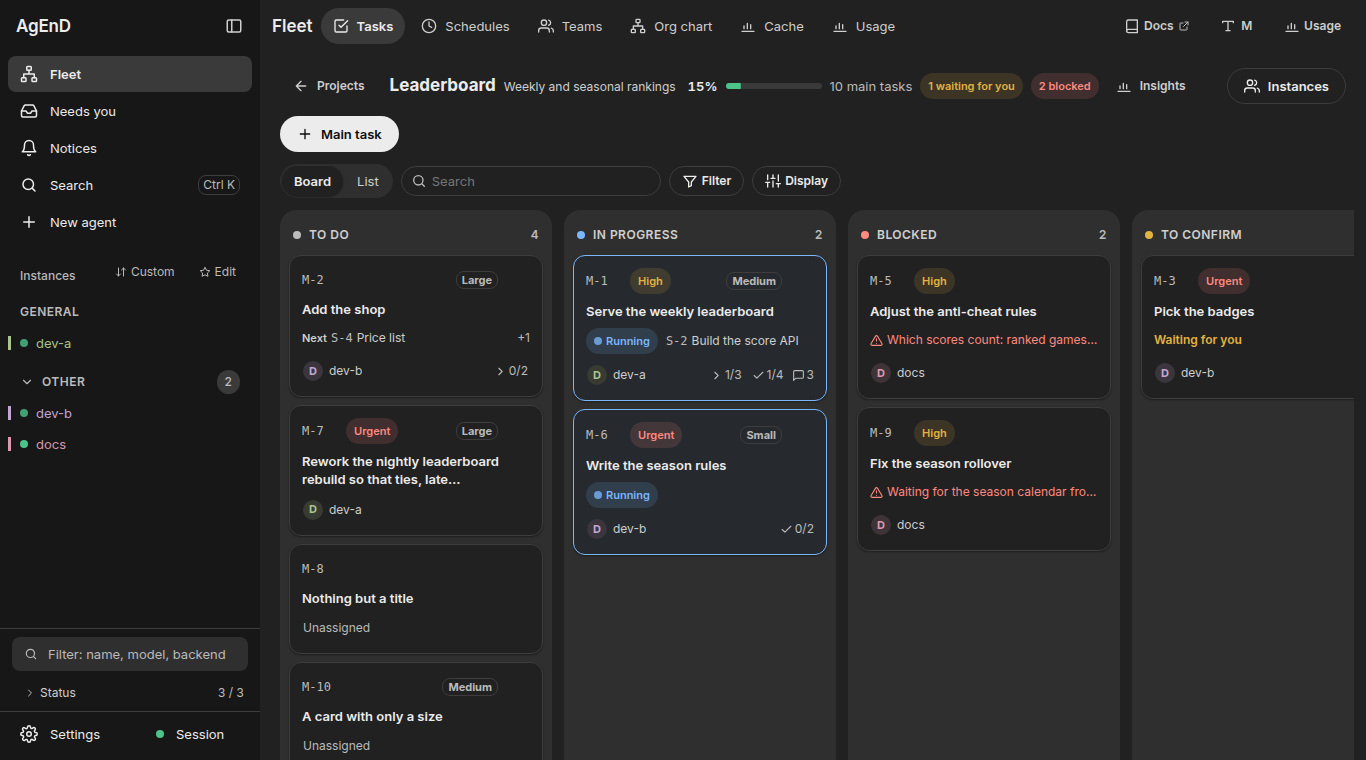 AgEnD
Fleet
Needs you
Notices
Search Ctrl K
New agent
Instances Custom Edit
GENERAL
dev-a
OTHER 2
dev-b
docs
Filter: name, model, backend
Status 3 / 3
Settings Session
Fleet Tasks Schedules Teams Org chart Cache Usage Docs M Usage
Projects Leaderboard Weekly and seasonal rankings 15% 10 main tasks 1 waiting for you 2 blocked Insights Instances
Main task
Board List Search Filter Display
TO DO 4
M-2 Large
Add the shop
Next S-4 Price list +1
D dev-b 0/2
M-7 Urgent Large
Rework the nightly leaderboard
rebuild so that ties, late...
D dev-a
M-8
Nothing but a title
Unassigned
M-10 Medium
A card with only a size
Unassigned
IN PROGRESS 2
M-1 High Medium
Serve the weekly leaderboard
Running S-2 Build the score API
D dev-a 1/3 1/4 3
M-6 Urgent Small
Write the season rules
Running
D dev-b 0/2
BLOCKED 2
M-5 High
Adjust the anti-cheat rules
Which scores count: ranked games...
D docs
M-9 High
Fix the season rollover
Waiting for the season calendar fro...
D docs
TO CONFIRM
M-3 Urgent
Pick the badges
Waiting for you
D dev-b